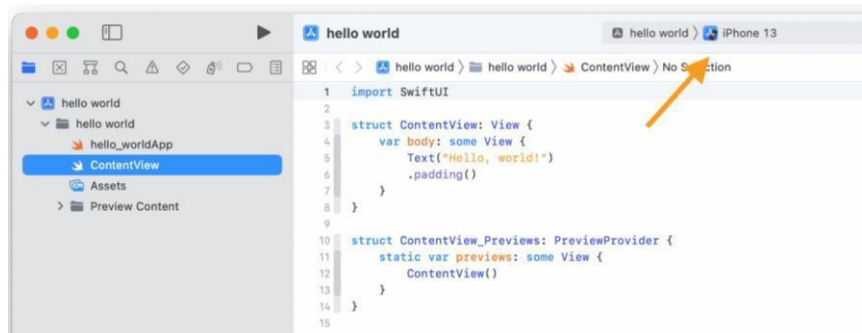 hello world
hello world 〉 iPhone 13
hello world 〉 hello world 〉 ContentView 〉 No Selection
hello world
hello world
hello_worldApp
ContentView
Assets
Preview Content
1 import SwiftUI
2
3 struct ContentView: View {
4 var body: some View {
5 Text("Hello, world!")
6 .padding()
7 }
8 }
9
10 struct ContentView_Previews: PreviewProvider {
11 static var previews: some View {
12 ContentView()
13 }
14 }
15